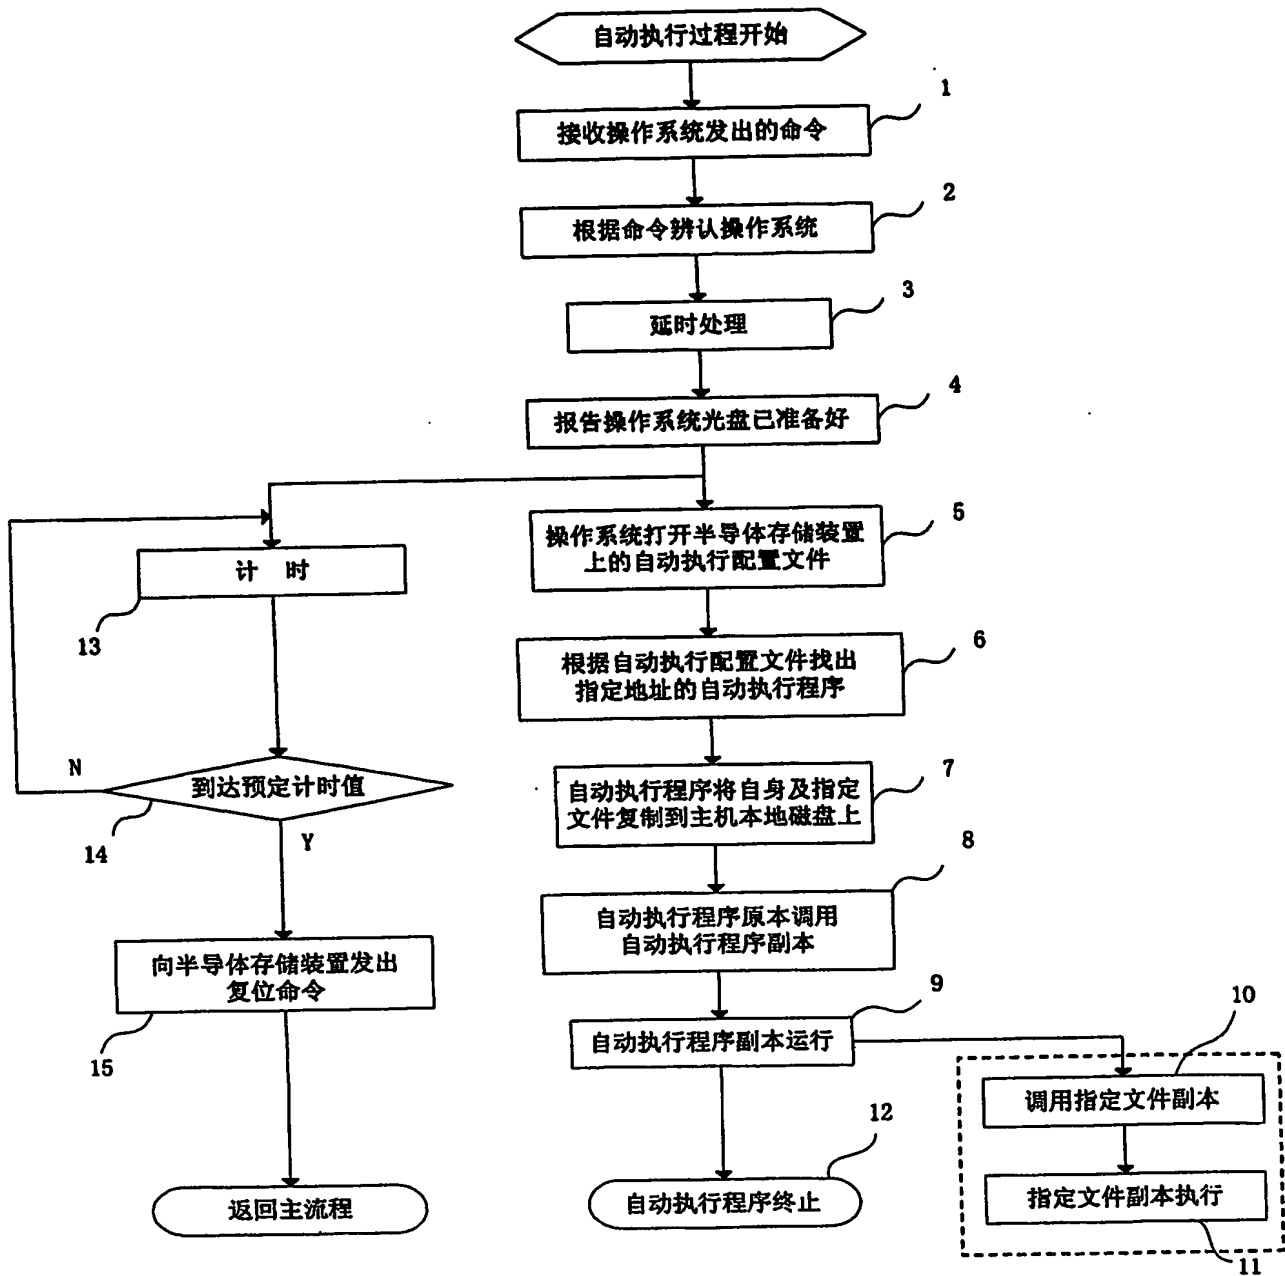 自动执行过程开始
1
接收操作系统发出的命令
2
根据命令辨认操作系统
3
延时处理
4
报告操作系统光盘已准备好
5
操作系统打开半导体存储装置
上的自动执行配置文件
计 时
13
6
根据自动执行配置文件找出
指定地址的自动执行程序
N
到达预定计时值
14
Y
7
自动执行程序将自身及指定
文件复制到主机本地磁盘上
8
自动执行程序原本调用
自动执行程序副本
向半导体存储装置发出
复位命令
15
9
自动执行程序副本运行
10
调用指定文件副本
指定文件副本执行
11
12
自动执行程序终止
返回主流程